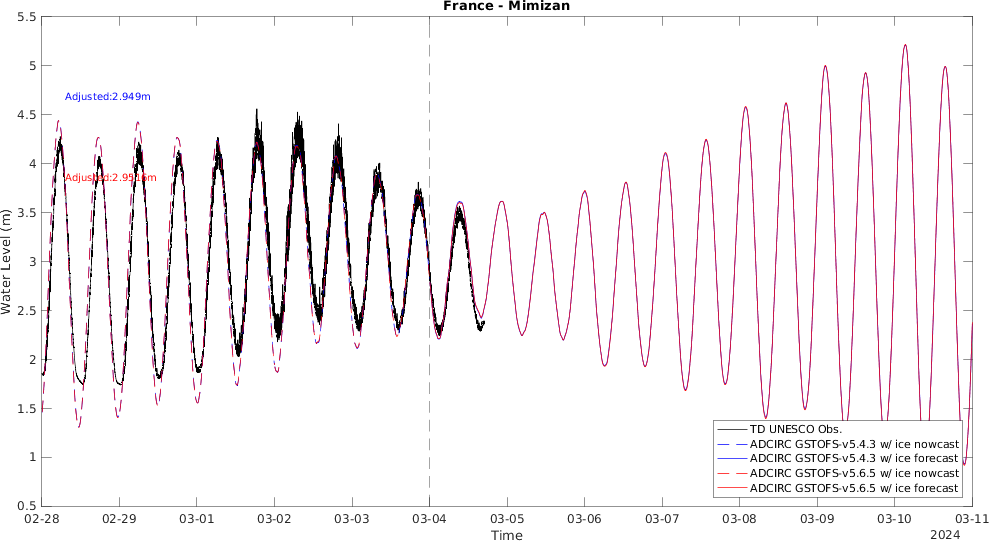 France - Mimizan
5.5
5
4.5
4
3.5
3
2.5
2
1.5
1
0.5
Water Level (m)
Adjusted:2.949m
Adjusted:2.9516m
TD UNESCO Obs.
ADCIRC GSTOFS-v5.4.3 w/ ice nowcast
ADCIRC GSTOFS-v5.4.3 w/ ice forecast
ADCIRC GSTOFS-v5.6.5 w/ ice nowcast
ADCIRC GSTOFS-v5.6.5 w/ ice forecast
02-28 02-29 03-01 03-02 03-03 03-04 03-05 03-06 03-07 03-08 03-09 03-10 03-11
Time
2024